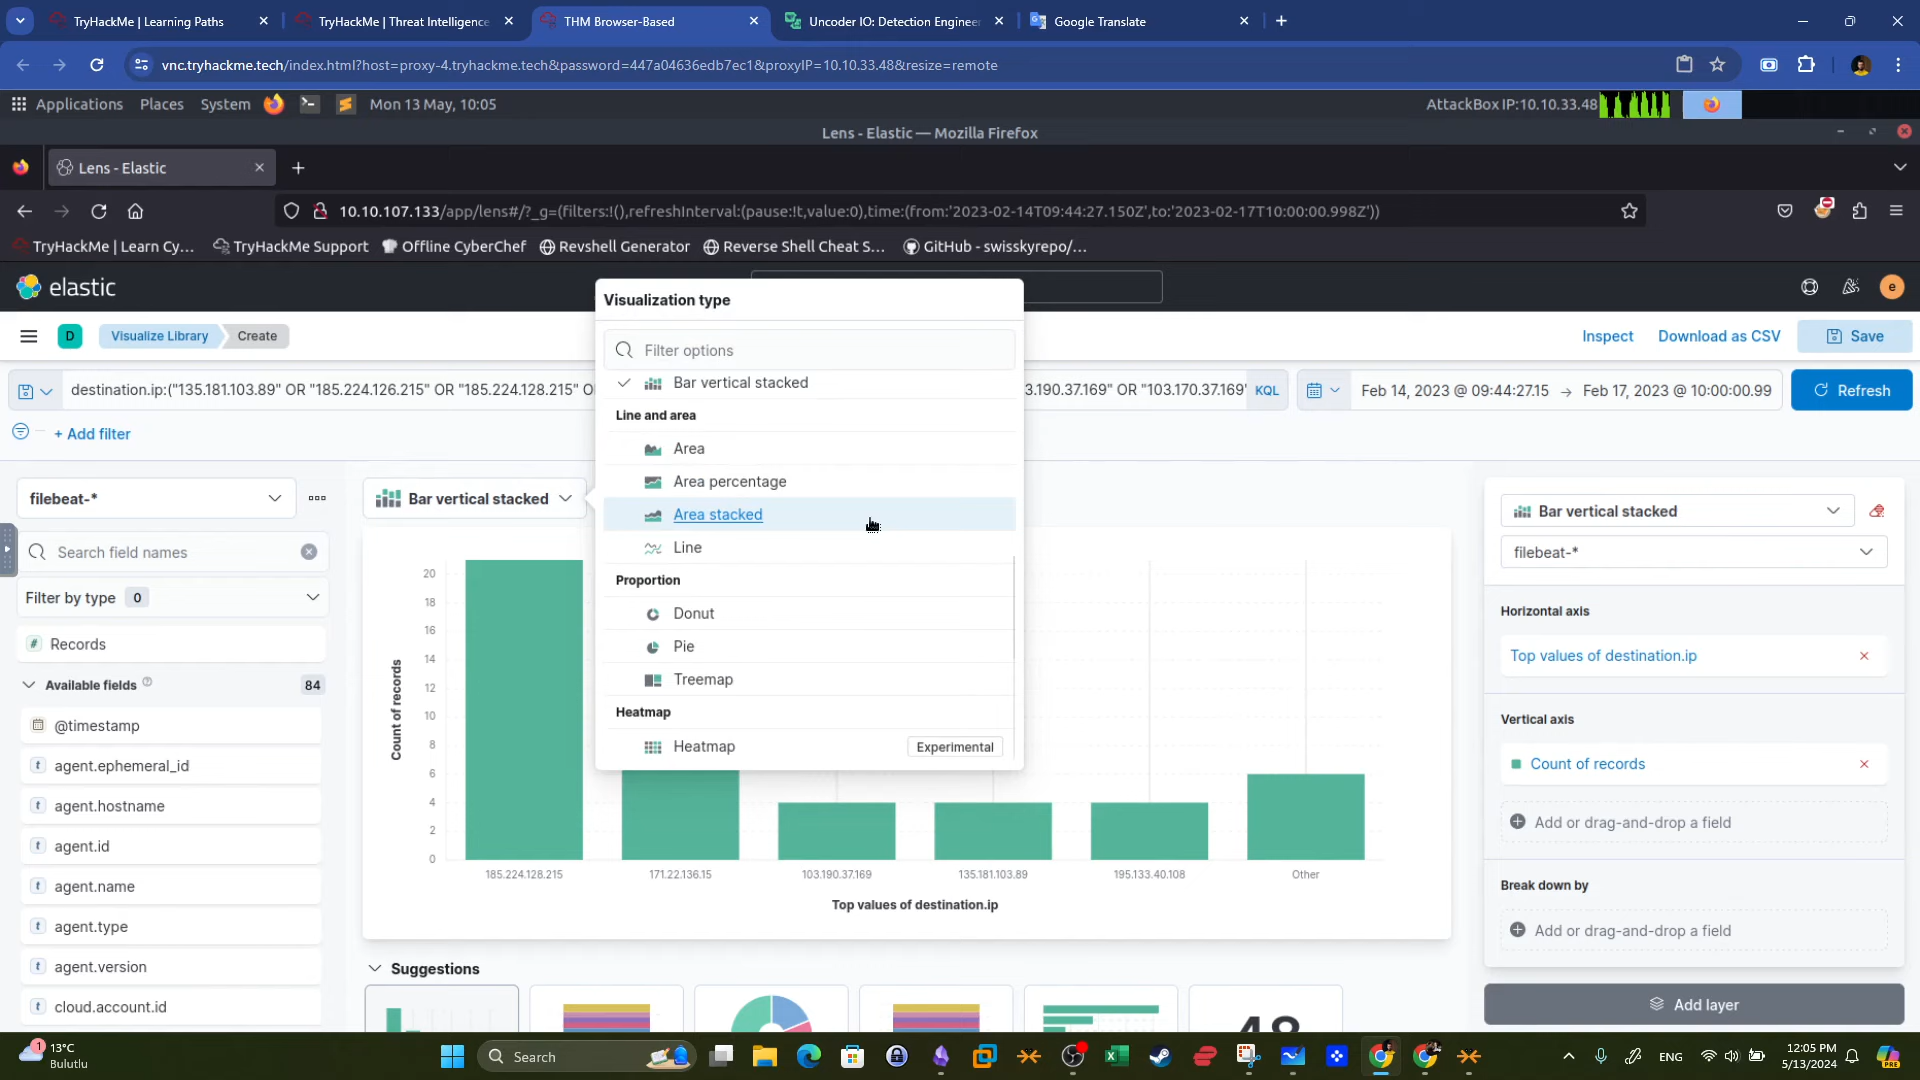 TryHackMe | Learning Paths
TryHackMe | Threat Intelligence
THM Browser-Based
Uncoder IO: Detection Engineer
Google Translate
vnc.tryhackme.tech/index.html?host=proxy-4.tryhackme.tech&password=447a04636edb7ec1&proxyIP=10.10.33.48&resize=remote
Applications Places System Mon 13 May, 10:05 AttackBox IP:10.10.33.48
Lens - Elastic — Mozilla Firefox
Lens - Elastic
10.10.107.133/app/lens#/?_g=(filters:!(),refreshInterval:(pause:!t,value:0),time:(from:'2023-02-14T09:44:27.150Z',to:'2023-02-17T10:00:00.998Z'))
TryHackMe | Learn Cy... TryHackMe Support Offline CyberChef Revshell Generator Reverse Shell Cheat S... GitHub - swisskyrepo/...
elastic
e
D Visualize Library Create
Inspect Download as CSV Save
destination.ip:("135.181.103.89" OR "185.224.126.215" OR "185.224.128.215" O
3.190.37.169" OR "103.170.37.169" KQL
Feb 14, 2023 @ 09:44:27.15 → Feb 17, 2023 @ 10:00:00.99
Refresh
+ Add filter
filebeat-*
Search field names
Filter by type 0
Records
Available fields 84
@timestamp
t agent.ephemeral_id
t agent.hostname
t agent.id
t agent.name
t agent.type
t agent.version
t cloud.account.id
Bar vertical stacked
Visualization type
Filter options
Bar vertical stacked
Line and area
Area
Area percentage
Area stacked
Line
Proportion
Donut
Pie
Treemap
Heatmap
Heatmap Experimental
Count of records
20
18
16
14
12
10
8
6
4
2
0
185.224.128.215 171.22.136.15 103.190.37.169 135.181.103.89 195.133.40.108 Other
Top values of destination.ip
Suggestions
48
Bar vertical stacked
filebeat-*
Horizontal axis
Top values of destination.ip
Vertical axis
Count of records
Add or drag-and-drop a field
Break down by
Add or drag-and-drop a field
Add layer
1
13°C
Bulutlu
Search
ENG
12:05 PM
5/13/2024
PRE